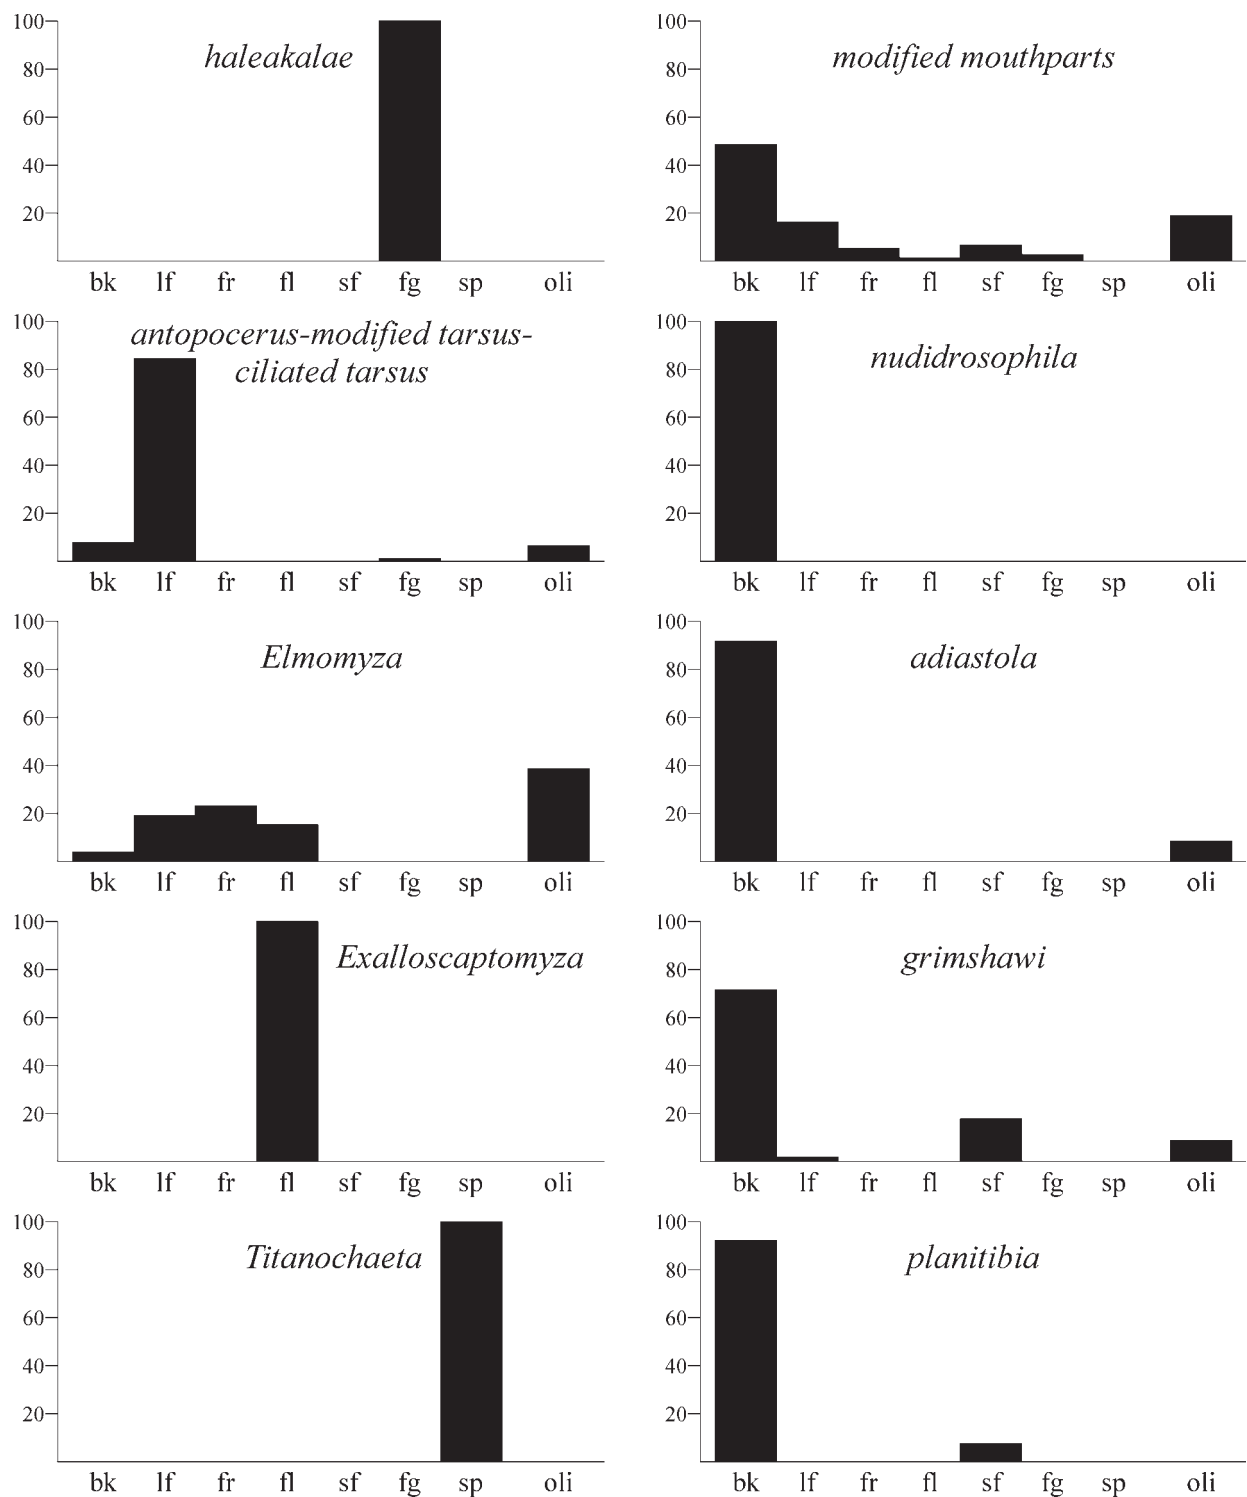 100
80
60
40
20
haleakalae
bk lf fr fl sf fg sp oli
100
80
60
40
20
modified mouthparts
bk lf fr fl sf fg sp oli
100
80
60
40
20
antopocerus-modified tarsus-
ciliated tarsus
bk lf fr fl sf fg sp oli
100
80
60
40
20
nudidrosophila
bk lf fr fl sf fg sp oli
100
80
60
40
20
Elmomyza
bk lf fr fl sf fg sp oli
100
80
60
40
20
adiastola
bk lf fr fl sf fg sp oli
100
80
60
40
20
Exalloscaptomyza
bk lf fr fl sf fg sp oli
100
80
60
40
20
grimshawi
bk lf fr fl sf fg sp oli
100
80
60
40
20
Titanochaeta
bk lf fr fl sf fg sp oli
100
80
60
40
20
planitibia
bk lf fr fl sf fg sp oli